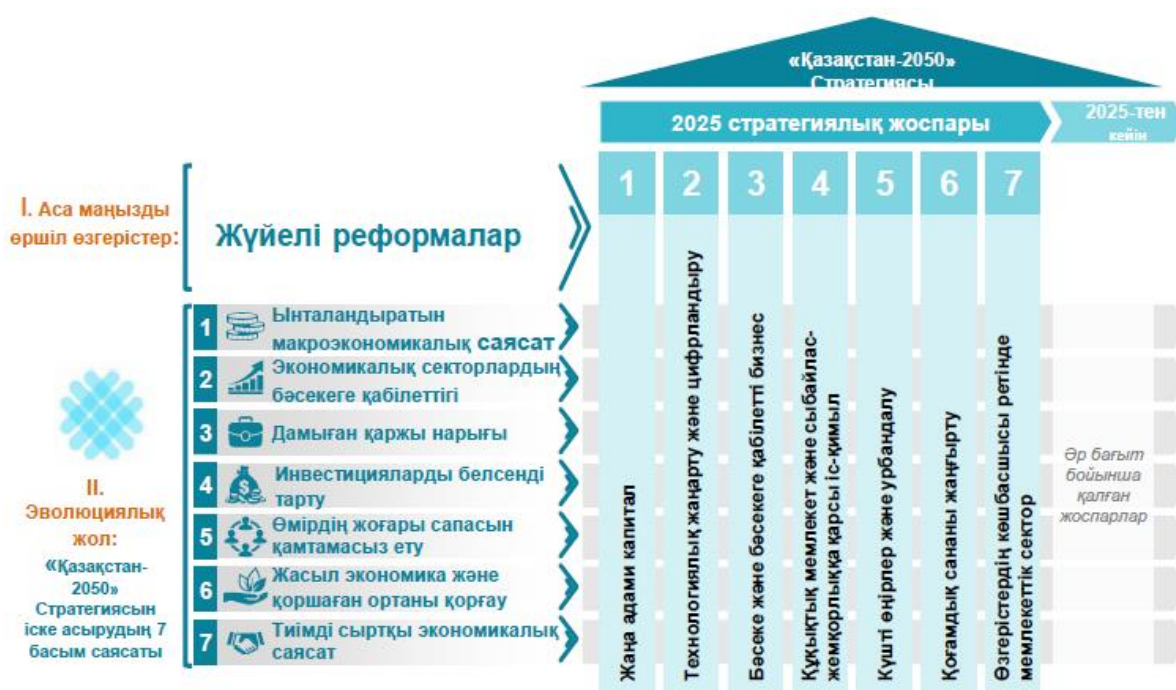 «Қазақстан-2050»
Стратегиясы
2025 стратегиялық жоспары
2025-тен
кейін
1 2 3 4 5 6 7
I. Аса маңызды
өршіл өзгерістер:
Жүйелі реформалар
Жаңа адами капитал
Технологиялық жаңарту және цифрландыру
Бәсеке және бәсекеге қабілетті бизнес
Құқықтық мемлекет және сыбайлас-
жемқорлыққа қарсы іс-қимыл
Күшті өңірлер және урбандалу
Қоғамдық сананы жаңғырту
Өзгерістердің көшбасшысы ретінде
мемлекеттік сектор
II.
Эволюциялық
жол:
«Қазақстан-
2050»
Стратегиясын
іске асырудың 7
басым саясаты
1 Ынталандыратын
макроэкономикалық саясат
2 Экономикалық секторлардың
бәсекеге қабілеттігі
3 Дамыған қаржы нарығы
4 Инвестицияларды белсенді
тарту
5 Өмірдің жоғары сапасын
қамтамасыз ету
6 Жасыл экономика және
қоршаған ортаны қорғау
7 Тиімді сыртқы экономикалық
саясат
Әр бағыт
бойынша
қалған
жоспарлар